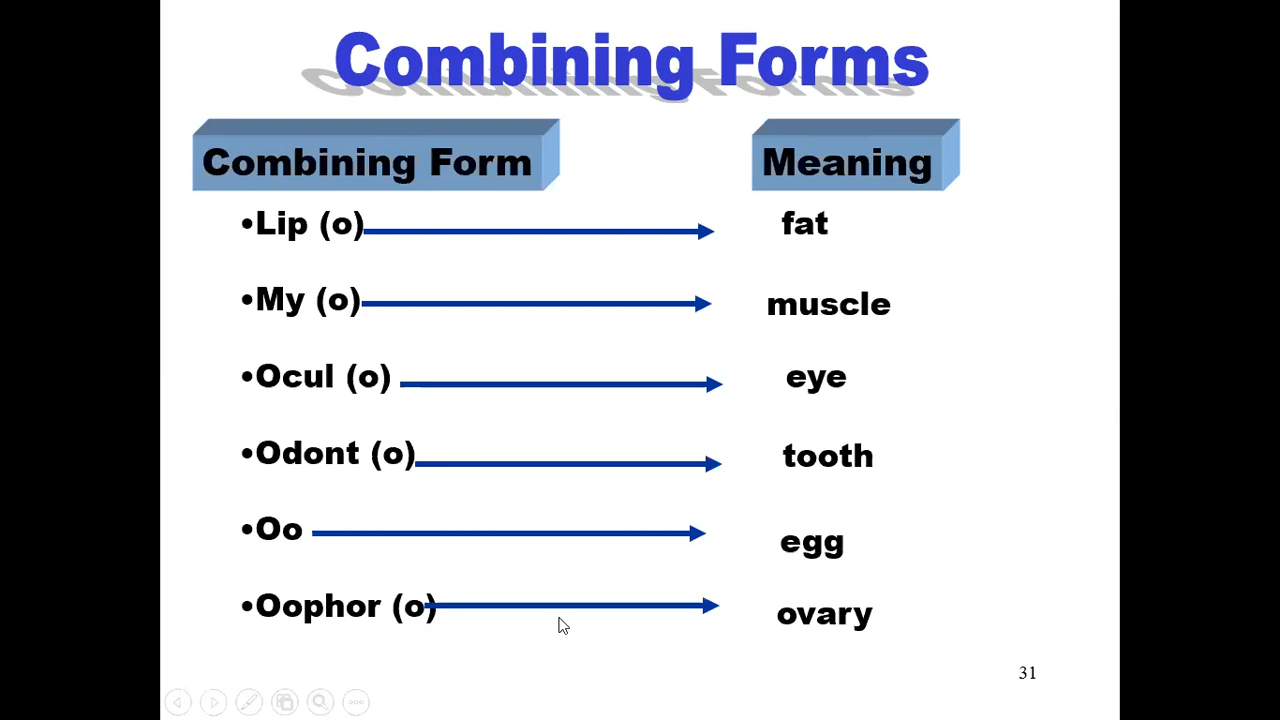 Combining Forms
Combining Form Meaning
•Lip (o) fat
•My (o) muscle
•Ocul (o) eye
•Odont (o) tooth
•Oo egg
•Oophor (o) ovary
31